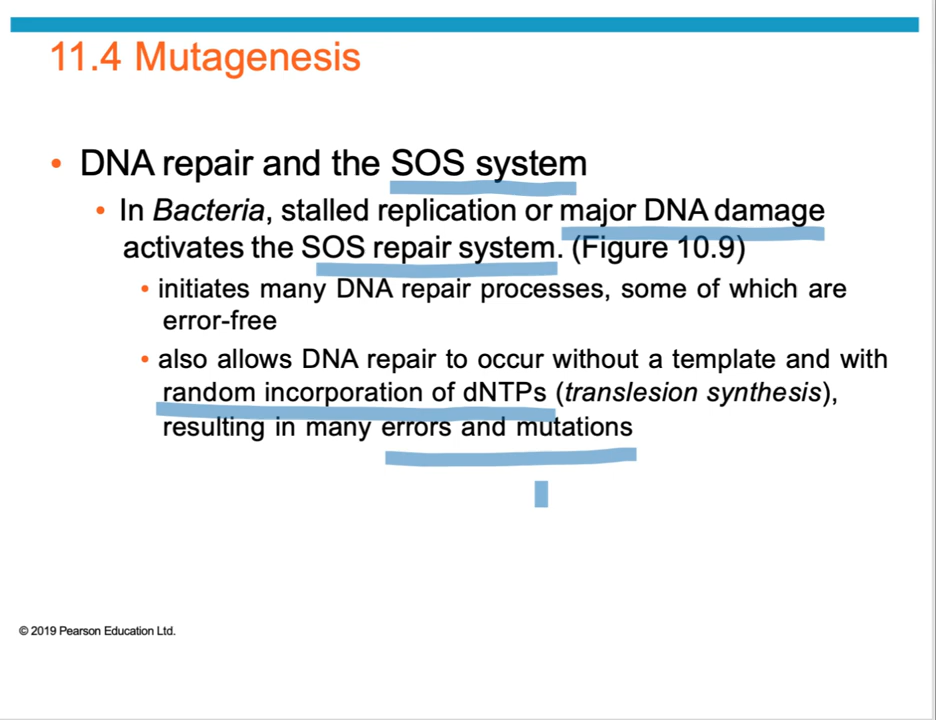 11.4 Mutagenesis
• DNA repair and the SOS system
• In Bacteria, stalled replication or major DNA damage
activates the SOS repair system. (Figure 10.9)
• initiates many DNA repair processes, some of which are
error-free
• also allows DNA repair to occur without a template and with
random incorporation of dNTPs (translesion synthesis),
resulting in many errors and mutations
© 2019 Pearson Education Ltd.